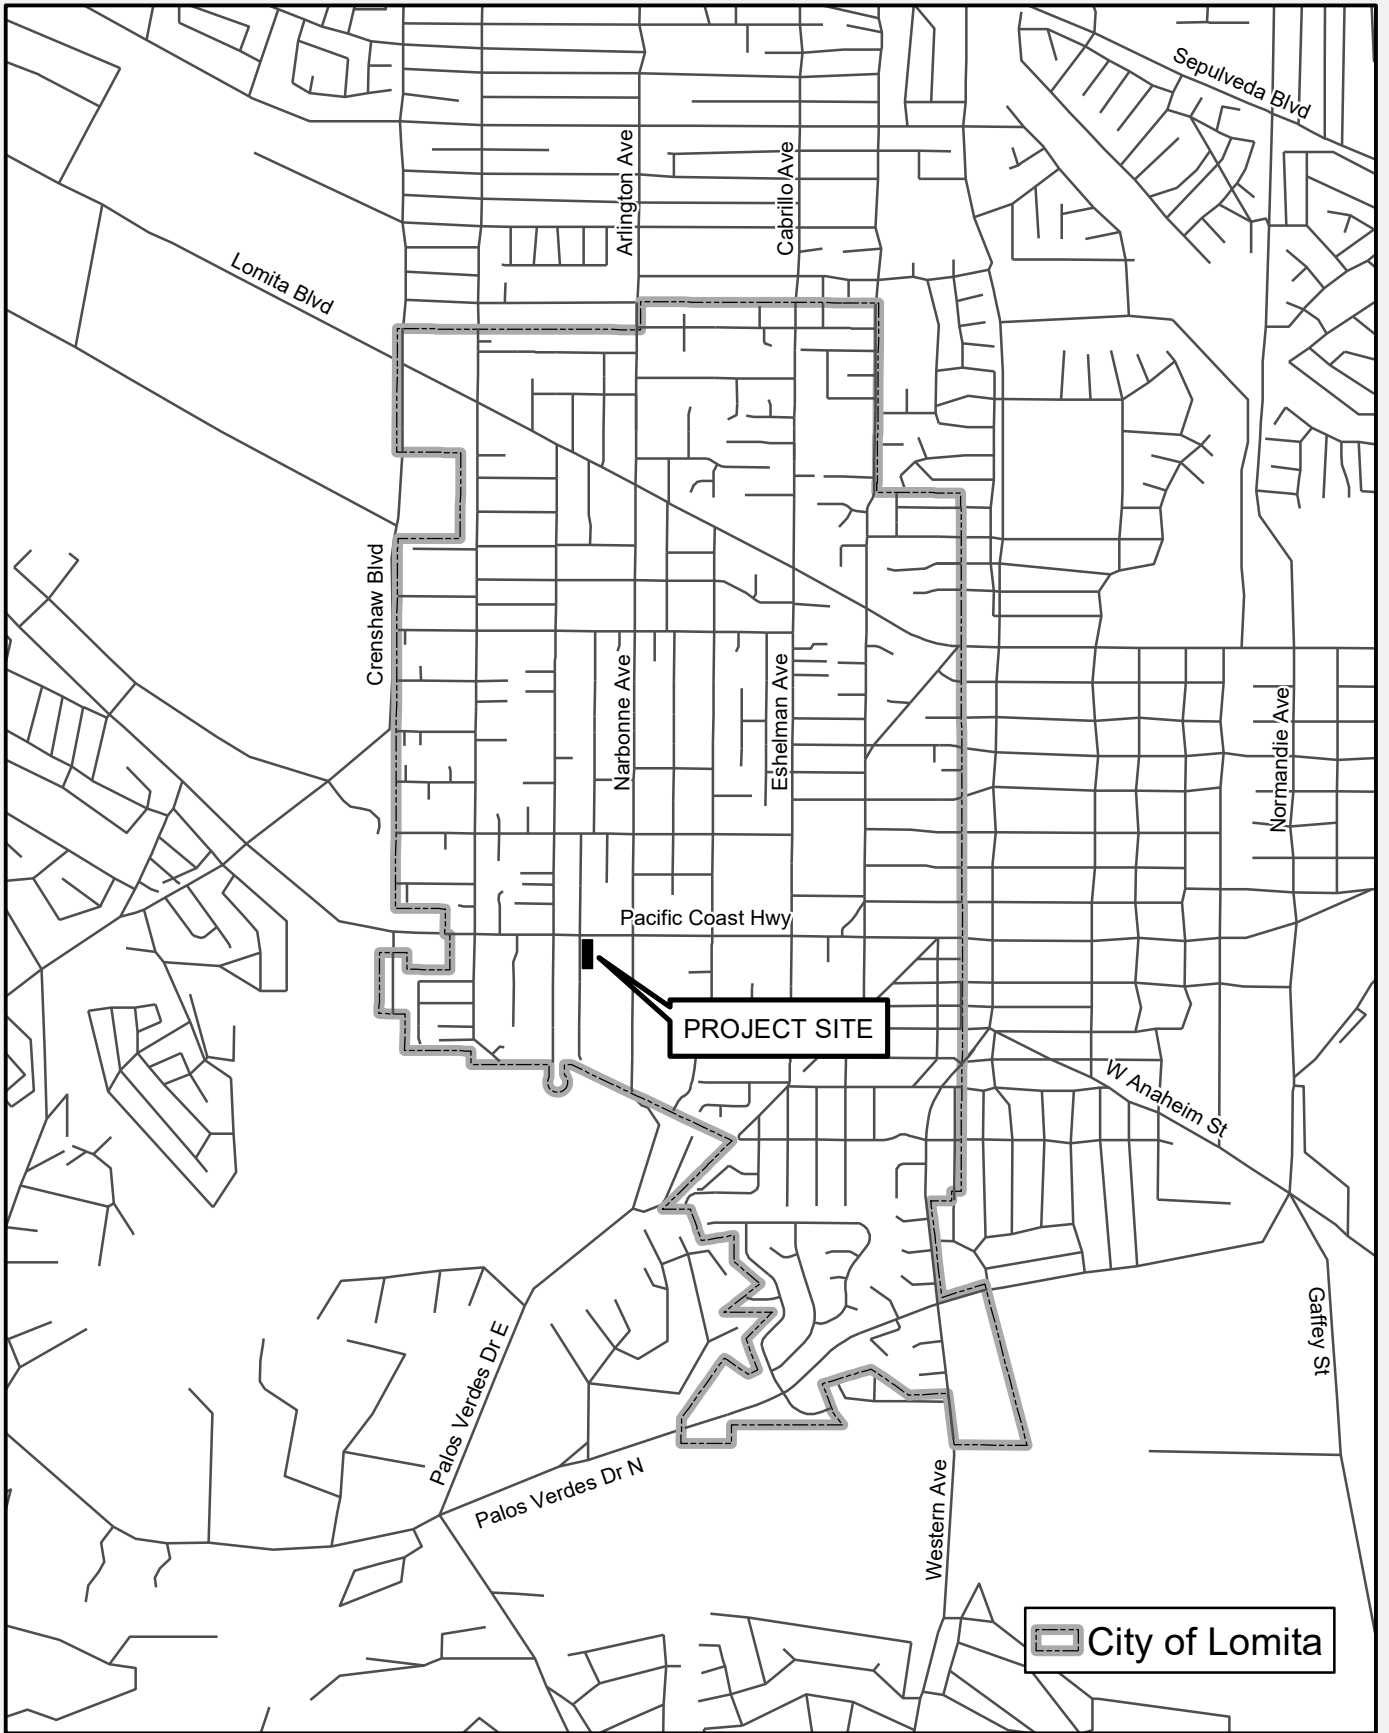 Sepulveda Blvd
Arlington Ave
Cabrillo Ave
Lomita Blvd
Crenshaw Blvd
Narbonne Ave
Eshelman Ave
Normandie Ave
Pacific Coast Hwy
PROJECT SITE
W Anaheim St
Gaffey St
Palos Verdes Dr E
Palos Verdes Dr N
Western Ave
City of Lomita